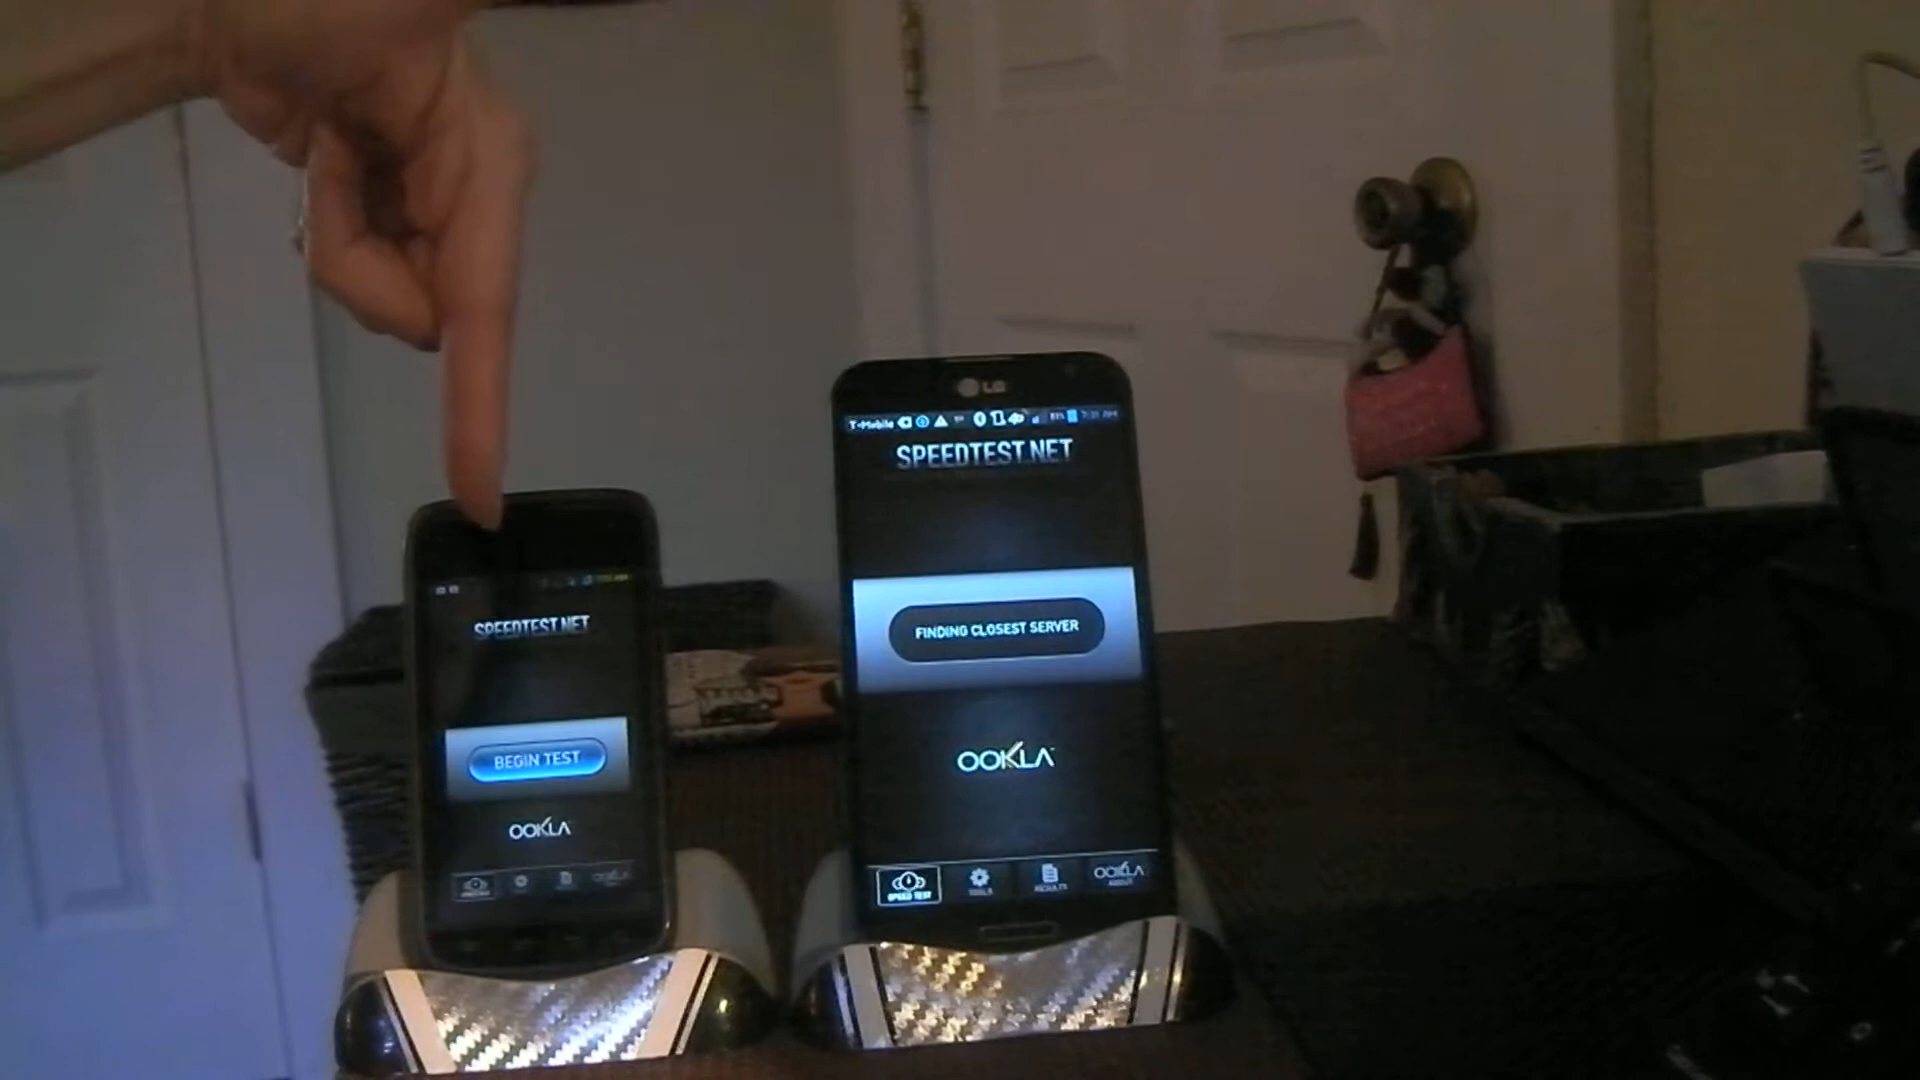 SPEEDTEST.NET
BEGIN TEST
OOKLA
LG
T-Mobile
SPEEDTEST.NET
FINDING CLOSEST SERVER
OOKLA
SPEED TEST
TOOLS
RESULTS
OOKLA
ABOUT